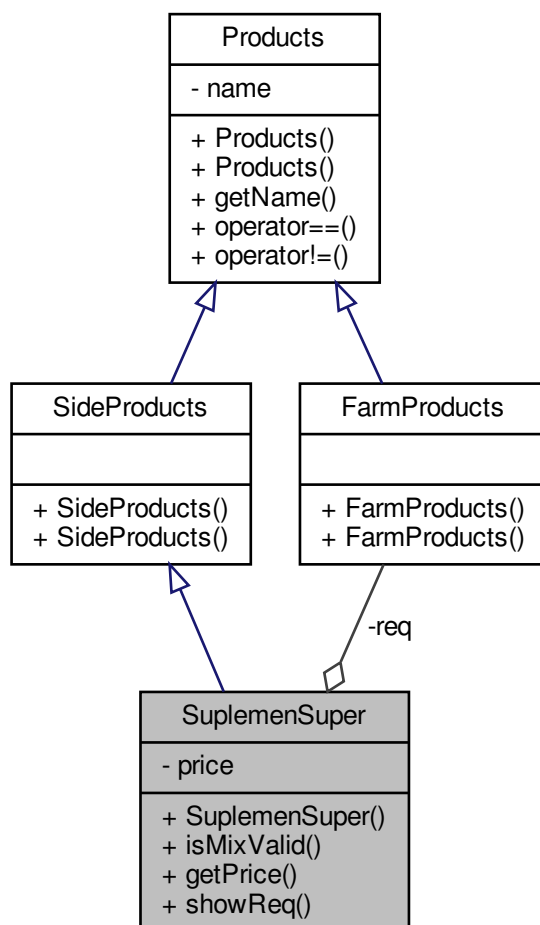 Products
- name
+ Products()
+ Products()
+ getName()
+ operator==()
+ operator!=()
SideProducts
+ SideProducts()
+ SideProducts()
FarmProducts
+ FarmProducts()
+ FarmProducts()
-req
SuplemenSuper
- price
+ SuplemenSuper()
+ isMixValid()
+ getPrice()
+ showReq()